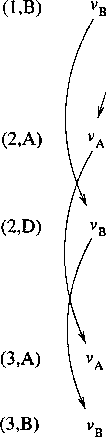 (1,B) v_B
(2,A) v_A
(2,D) v_B
(3,A) v_A
(3,B) v_B